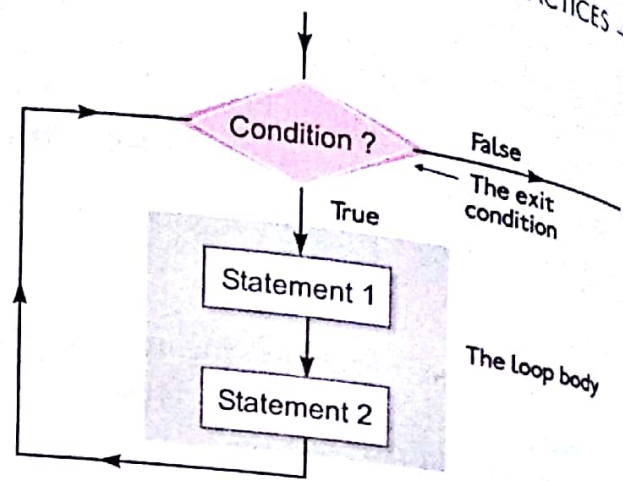 Condition ?
False
The exit
condition
True
Statement 1
The loop body
Statement 2